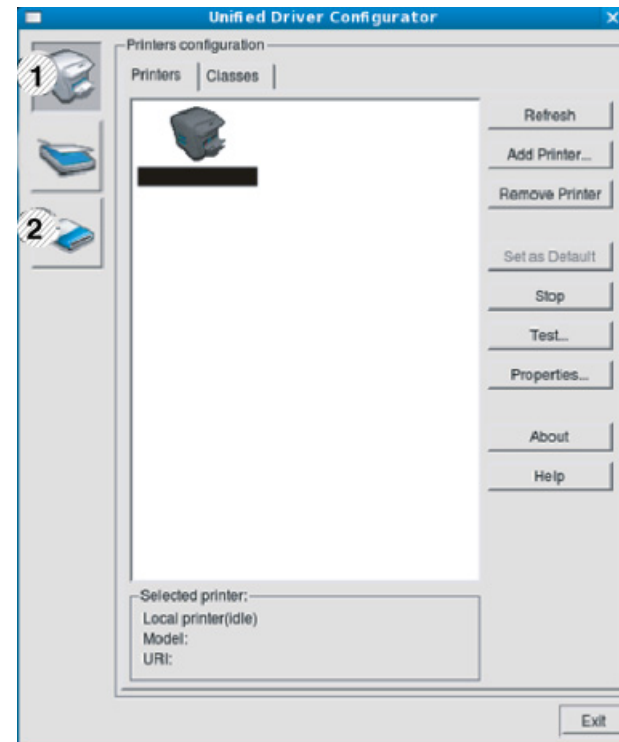 Unified Driver Configurator
Printers configuration
Printers Classes
1
2
Refresh
Add Printer...
Remove Printer
Set as Default
Stop
Test...
Properties...
About
Help
Selected printer:
Local printer(idle)
Model:
URI:
Exit